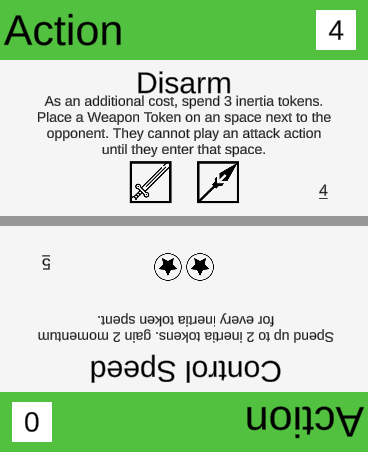 Action
4
Disarm
As an additional cost, spend 3 inertia tokens.
Place a Weapon Token on an space next to the
opponent. They cannot play an attack action
until they enter that space.
4
Action
0
Control Speed
Spend up to 2 inertia tokens. gain 2 momentum
for every inertia token spent.
5